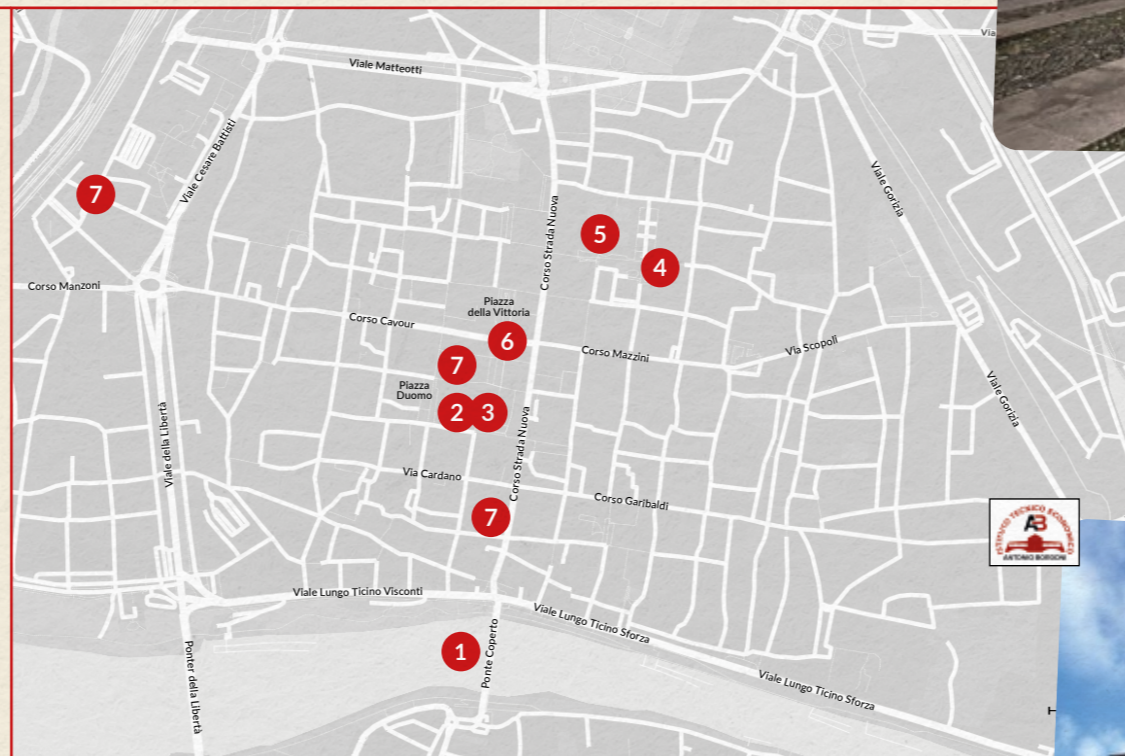 Via
Viale Matteotti
Viale Cesare Battisti
Viale Gorizia
7
Corso Strada Nuova
5
4
Corso Manzoni
Piazza
della Vittoria
Corso Cavour
6
Corso Mazzini
Via Scopoli
7
Piazza
Duomo
2
3
Viale Gorizia
Viale della Libertà
Corso Strada Nuova
Via Cardano
Corso Garibaldi
7
ISTITUTO TECNICO ECONOMICO
AB
ANTONIO BORDONI
Viale Lungo Ticino Visconti
Viale Lungo Ticino Sforza
1
Ponte Coperto
Ponter della Libertà
Viale Lungo Ticino Sforza